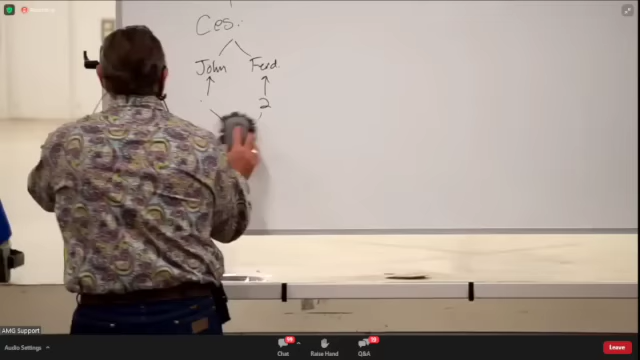 Ces.
John Ferd
2
AMG Support
Audio Settings
Chat
Raise Hand
Q&A
Leave